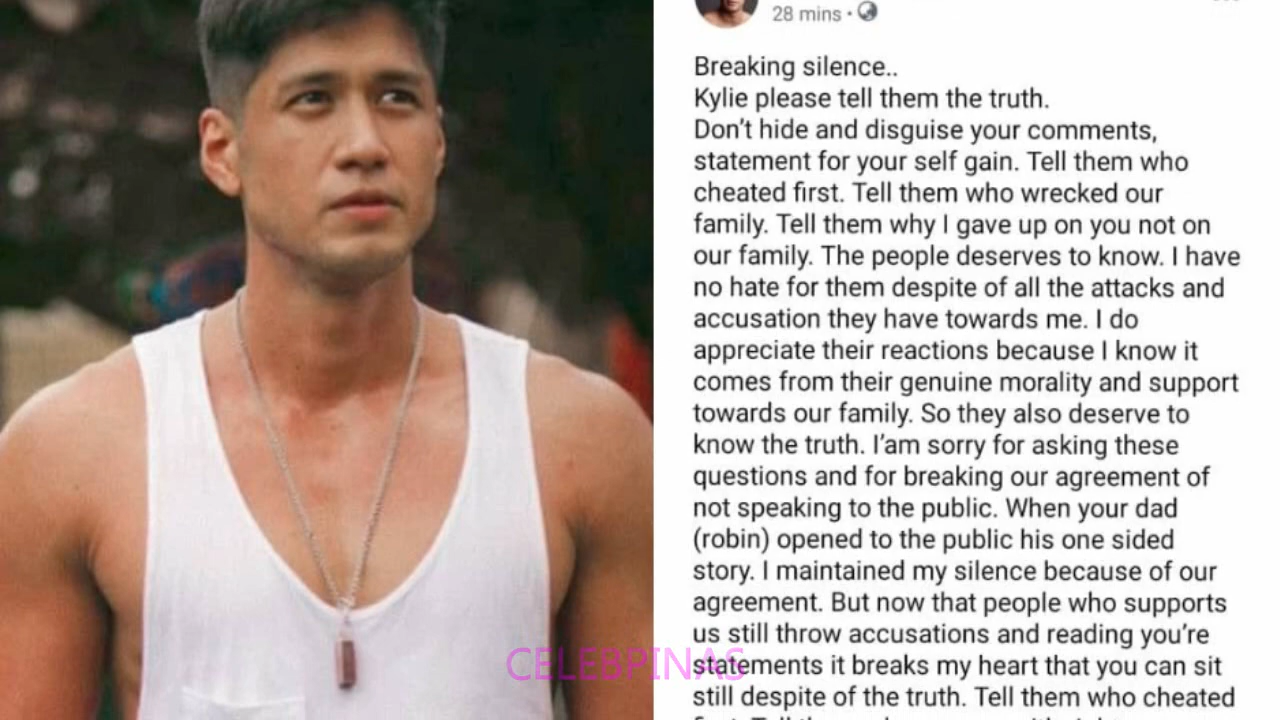 28 mins •
Breaking silence..
Kylie please tell them the truth.
Don't hide and disguise your comments,
statement for your self gain. Tell them who
cheated first. Tell them who wrecked our
family. Tell them why I gave up on you not on
our family. The people deserves to know. I have
no hate for them despite of all the attacks and
accusation they have towards me. I do
appreciate their reactions because I know it
comes from their genuine morality and support
towards our family. So they also deserve to
know the truth. I'am sorry for asking these
questions and for breaking our agreement of
not speaking to the public. When your dad
(robin) opened to the public his one sided
story. I maintained my silence because of our
agreement. But now that people who supports
us still throw accusations and reading you're
statements it breaks my heart that you can sit
still despite of the truth. Tell them who cheated
CELEBPINAS